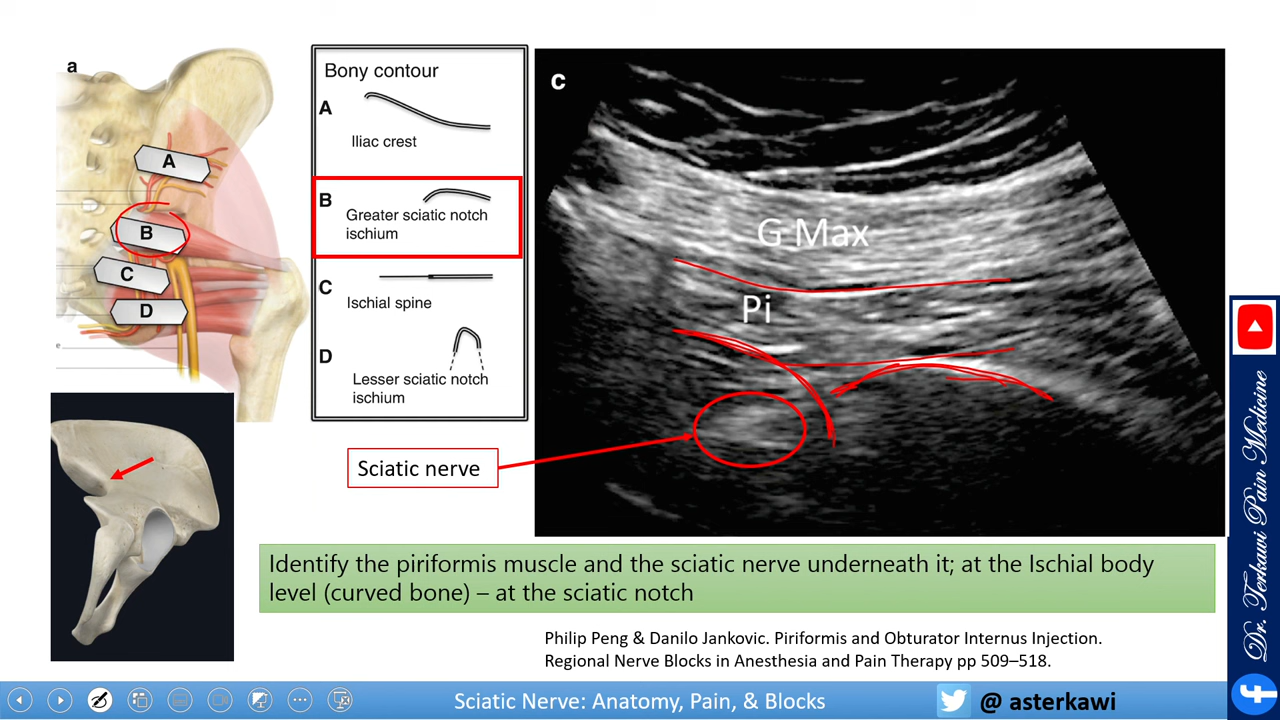 a
A
B
C
D
e
Bony contour
A
Iliac crest
B
Greater sciatic notch
ischium
C
Ischial spine
D
Lesser sciatic notch
ischium
c
G Max
Pi
Sciatic nerve
Identify the piriformis muscle and the sciatic nerve underneath it; at the Ischial body
level (curved bone) – at the sciatic notch
Philip Peng & Danilo Jankovic. Piriformis and Obturator Internus Injection.
Regional Nerve Blocks in Anesthesia and Pain Therapy pp 509–518.
Sciatic Nerve: Anatomy, Pain, & Blocks
@ asterkawi
Dr. Terkawi Pain Medicine